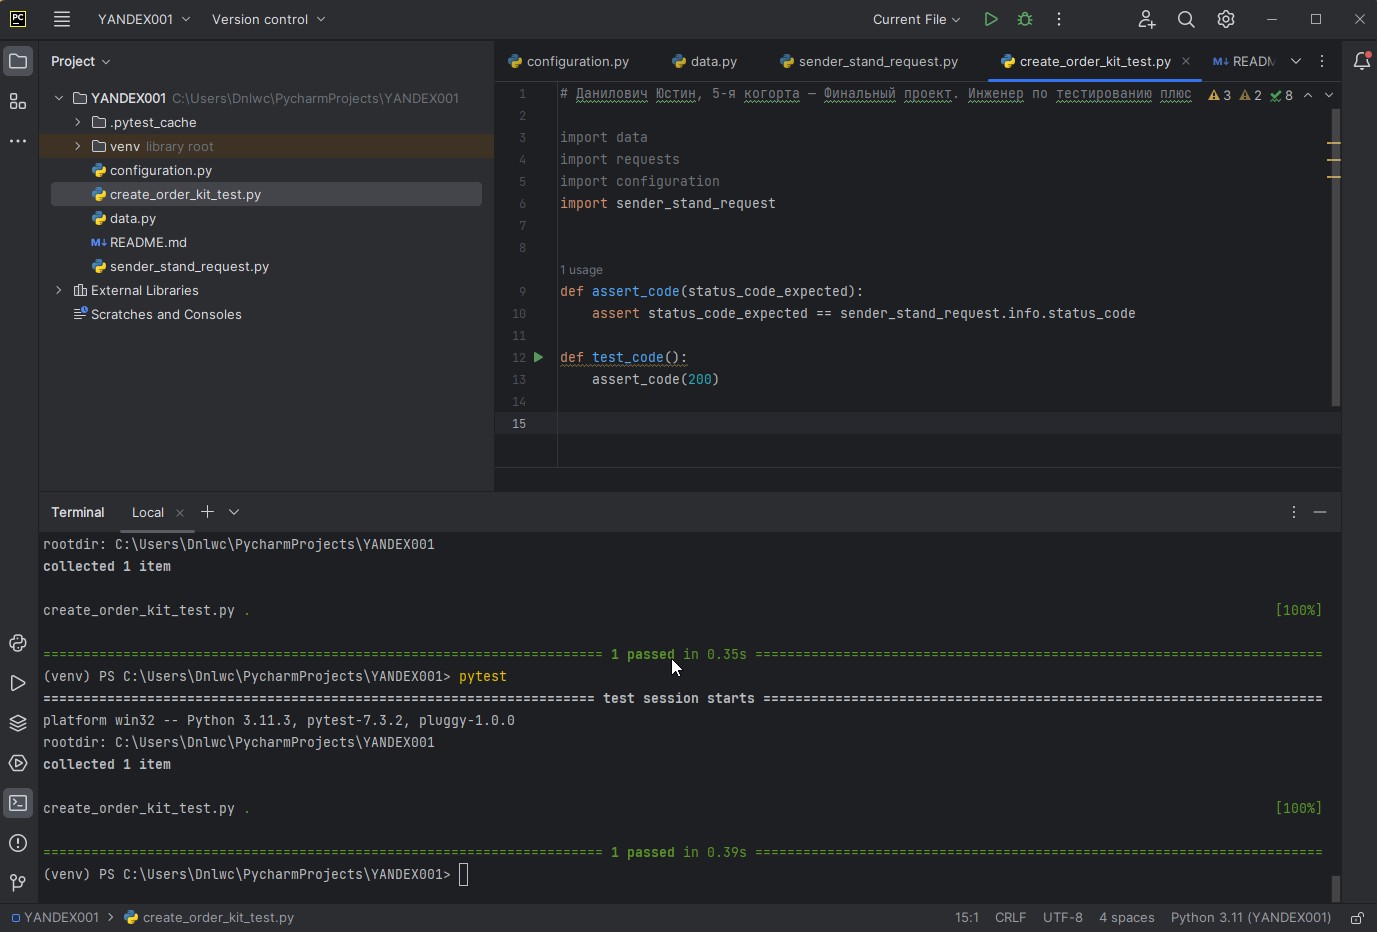 PC YANDEX001 Version control Current File
Project
YANDEX001 C:\Users\Dnlwc\PycharmProjects\YANDEX001
.pytest_cache
venv library root
configuration.py
create_order_kit_test.py
data.py
M↓ README.md
sender_stand_request.py
External Libraries
Scratches and Consoles
configuration.py data.py sender_stand_request.py create_order_kit_test.py M↓ READM
1 # Данилович Юстин, 5-я когорта — Финальный проект. Инженер по тестированию плюс 3 2 8
2
3 import data
4 import requests
5 import configuration
6 import sender_stand_request
7
8
1 usage
9 def assert_code(status_code_expected):
10 assert status_code_expected == sender_stand_request.info.status_code
11
12 def test_code():
13 assert_code(200)
14
15
Terminal Local
rootdir: C:\Users\Dnlwc\PycharmProjects\YANDEX001
collected 1 item
create_order_kit_test.py . [100%]
====================================================================== 1 passed in 0.35s =======================================================================
(venv) PS C:\Users\Dnlwc\PycharmProjects\YANDEX001> pytest
===================================================================== test session starts ======================================================================
platform win32 -- Python 3.11.3, pytest-7.3.2, pluggy-1.0.0
rootdir: C:\Users\Dnlwc\PycharmProjects\YANDEX001
collected 1 item
create_order_kit_test.py . [100%]
====================================================================== 1 passed in 0.39s =======================================================================
(venv) PS C:\Users\Dnlwc\PycharmProjects\YANDEX001>
YANDEX001 > create_order_kit_test.py 15:1 CRLF UTF-8 4 spaces Python 3.11 (YANDEX001)